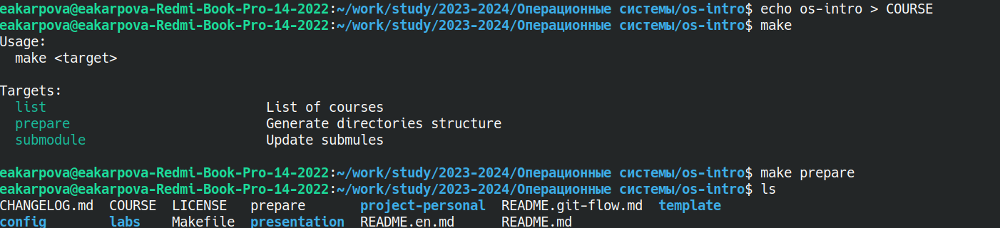 eakarpova@eakarpova-Redmi-Book-Pro-14-2022:~/work/study/2023-2024/Операционные системы/os-intro$ echo os-intro > COURSE
eakarpova@eakarpova-Redmi-Book-Pro-14-2022:~/work/study/2023-2024/Операционные системы/os-intro$ make
Usage:
  make <target>

Targets:
  list                            List of courses
  prepare                         Generate directories structure
  submodule                       Update submules

eakarpova@eakarpova-Redmi-Book-Pro-14-2022:~/work/study/2023-2024/Операционные системы/os-intro$ make prepare
eakarpova@eakarpova-Redmi-Book-Pro-14-2022:~/work/study/2023-2024/Операционные системы/os-intro$ ls
CHANGELOG.md  COURSE  LICENSE   prepare       project-personal  README.git-flow.md  template
config        labs    Makefile  presentation  README.en.md      README.md